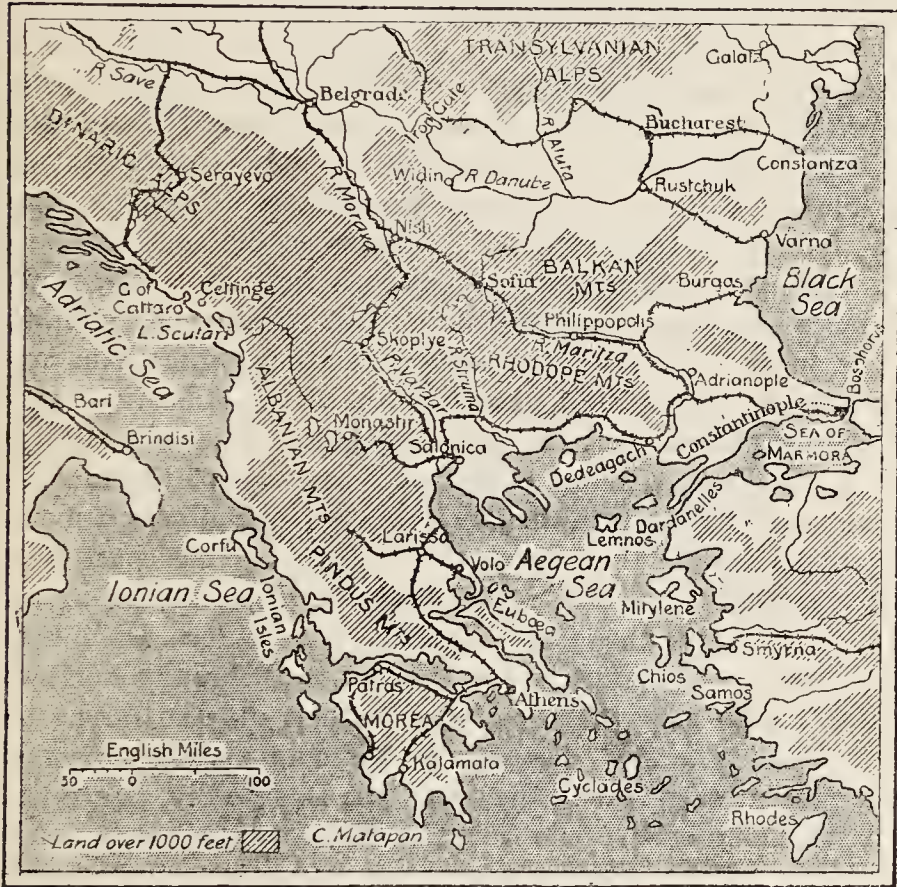 TRANSYLVANIAN
ALPS
Galatz
R Save
Belgrade
Iron Gate
R Aluta
Bucharest
Constantza
DINARIC
ALPS
Serayevo
Widin
R Danube
Rustchuk
R. Morava
Nish
Varna
Sofia
BALKAN
MTS
Burgas
Black
Sea
Adriatic Sea
G of
Cattaro
Cettinge
L. Scutari
Philippopolis
R. Maritza
Skoplye
R. Vardar
R. Struma
RHODOPE MTS
Adrianople
Bosphorus
ALBANIAN MTS
Constantinople
Bari
Brindisi
Monastir
Salonica
Dedeagach
SEA OF
MARMORA
Dardanelles
Lemnos
Corfu
Larissa
Volo
Aegean
Sea
Ionian Sea
Ionian
Isles
PINDUS MTS
Eubœa
Mitylene
Smyrna
Chios
Samos
Patras
Athens
MOREA
English Miles
50 0 100
Kalamata
Cyclades
Rhodes
Land over 1000 feet
C. Matapan